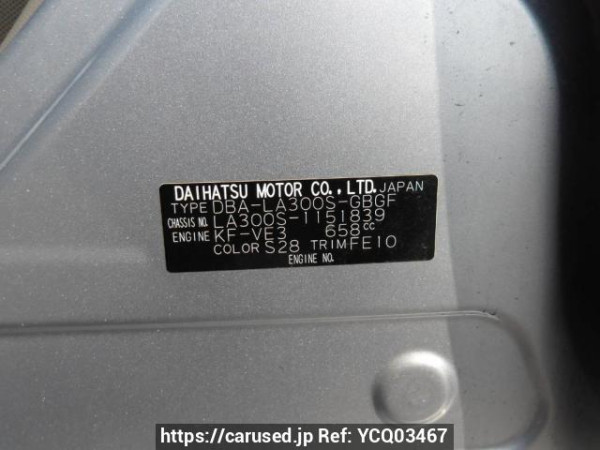 DAIHATSU MOTOR CO., LTD. JAPAN
TYPE DBA-LA300S-GBGF
CHASSIS NO. LA300S-1151839
ENGINE KF-VE3 658cc
COLOR S28 TRIM FE10
ENGINE NO.
https://carused.jp Ref: YCQ03467